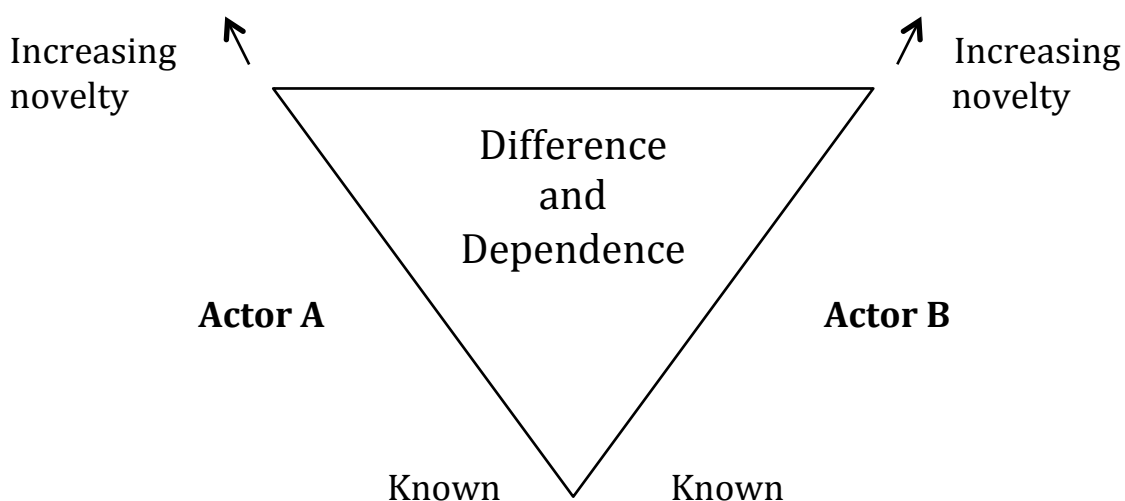 Increasing
novelty
Increasing
novelty
Difference
and
Dependence
Actor A
Actor B
Known
Known